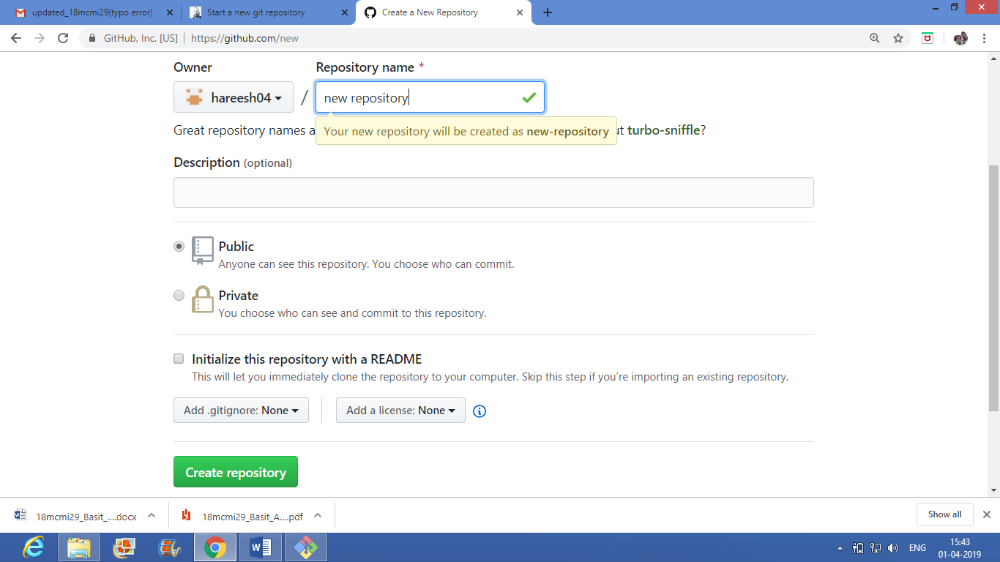 updated_18mcmi29(typo error) -
Start a new git repository
Create a New Repository
GitHub, Inc. [US] https://github.com/new
Owner Repository name *
hareesh04 / new repository
Great repository names a ut turbo-sniffle?
Your new repository will be created as new-repository
Description (optional)
Public
Anyone can see this repository. You choose who can commit.
Private
You choose who can see and commit to this repository.
Initialize this repository with a README
This will let you immediately clone the repository to your computer. Skip this step if you’re importing an existing repository.
Add .gitignore: None Add a license: None
Create repository
18mcmi29_Basit_....docx 18mcmi29_Basit_A....pdf Show all
ENG 15:43
01-04-2019